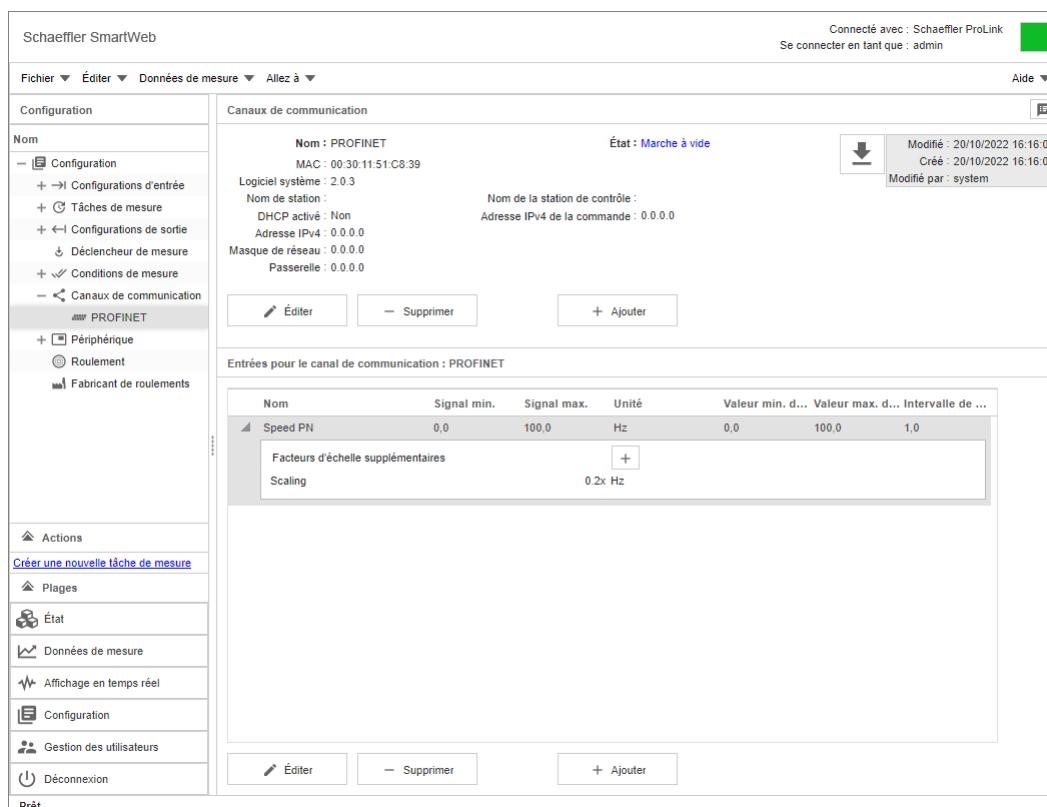 Schaeffler SmartWeb
Connecté avec : Schaeffler ProLink
Se connecter en tant que : admin
Fichier Éditer Données de mesure Allez à Aide
Configuration
Nom
Configuration
Configurations d'entrée
Tâches de mesure
Configurations de sortie
Déclencheur de mesure
Conditions de mesure
Canaux de communication
PROFINET
Périphérique
Roulement
Fabricant de roulements
Actions
Créer une nouvelle tâche de mesure
Plages
État
Données de mesure
Affichage en temps réel
Configuration
Gestion des utilisateurs
Déconnexion
Prêt
Canaux de communication
Nom : PROFINET État : Marche à vide
MAC : 00:30:11:51:C8:39
Logiciel système : 2.0.3
Nom de station : Nom de la station de contrôle :
DHCP activé : Non Adresse IPv4 de la commande : 0.0.0.0
Adresse IPv4 : 0.0.0.0
Masque de réseau : 0.0.0.0
Passerelle : 0.0.0.0
Modifié : 20/10/2022 16:16:0
Créé : 20/10/2022 16:16:0
Modifié par : system
Éditer Supprimer Ajouter
Entrées pour le canal de communication : PROFINET
Nom Signal min. Signal max. Unité Valeur min. d... Valeur max. d... Intervalle de ...
Speed PN 0,0 100,0 Hz 0,0 100,0 1,0
Facteurs d'échelle supplémentaires +
Scaling 0.2x Hz
Éditer Supprimer Ajouter